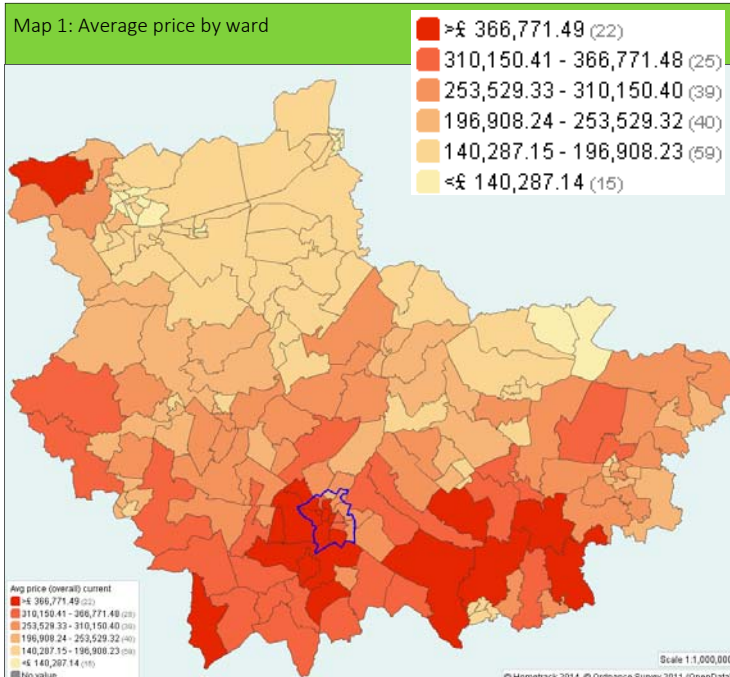 Map 1: Average price by ward
>£ 366,771.49 (22)
310,150.41 - 366,771.48 (25)
253,529.33 - 310,150.40 (39)
196,908.24 - 253,529.32 (40)
140,287.15 - 196,908.23 (59)
<£ 140,287.14 (15)
Avg price (overall) current
>£ 366,771.49 (22)
310,150.41 - 366,771.48 (25)
253,529.33 - 310,150.40 (39)
196,908.24 - 253,529.32 (40)
140,287.15 - 196,908.23 (59)
<£ 140,287.14 (15)
No value
Scale 1:1,000,000
© Hometrack 2014, © Ordnance Survey 2011 (OpenData